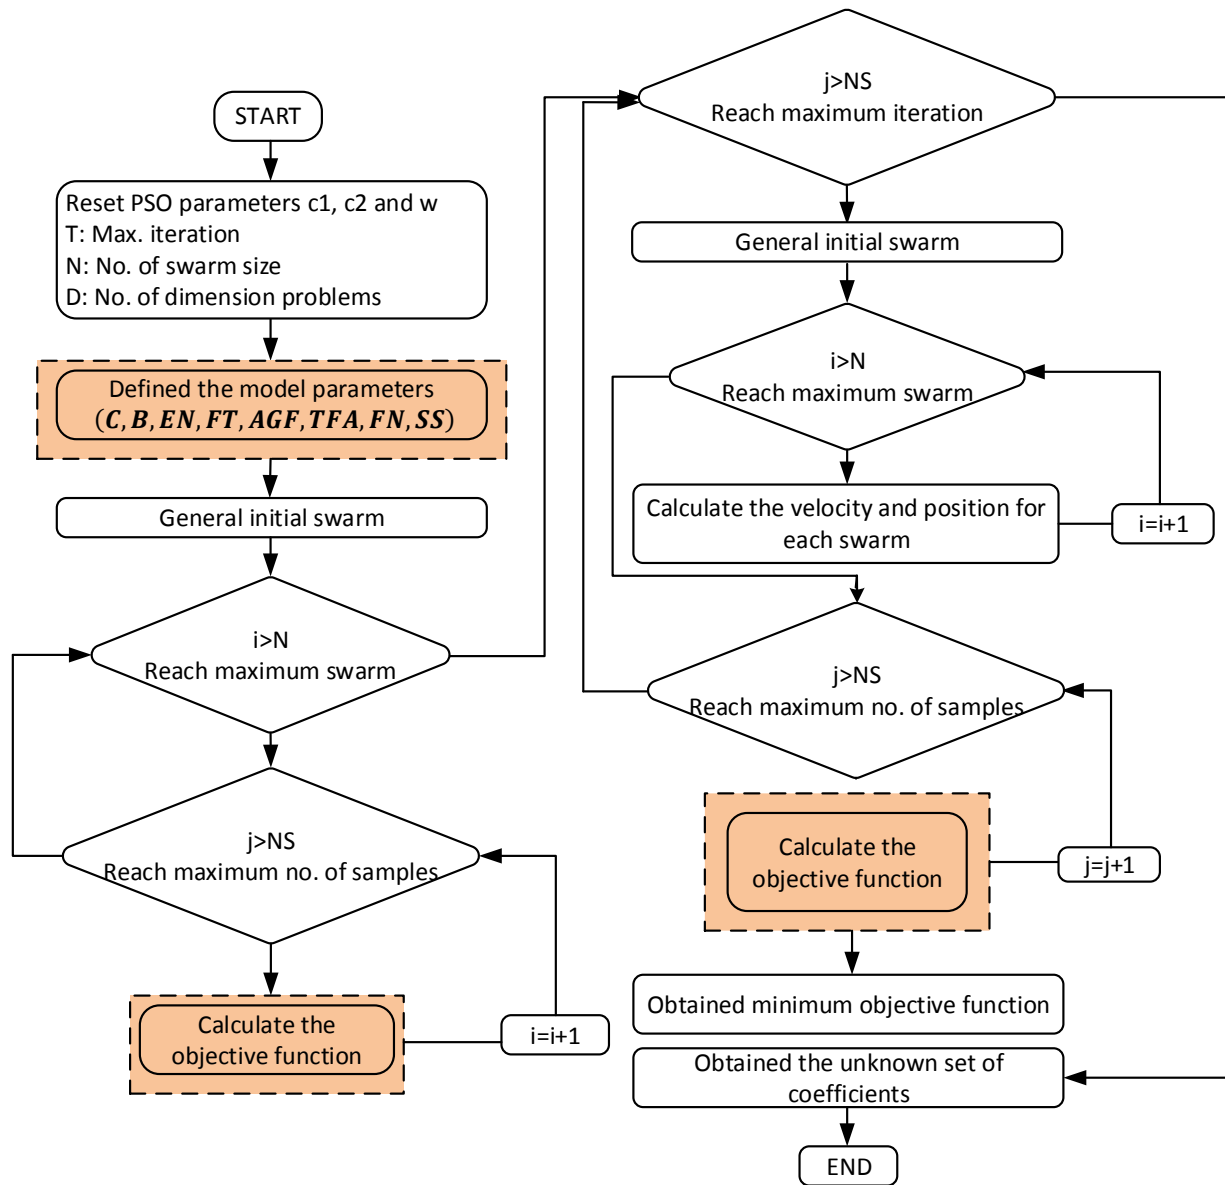 START
Reset PSO parameters c1, c2 and w
T: Max. iteration
N: No. of swarm size
D: No. of dimension problems
Defined the model parameters
(C, B, EN, FT, AGF, TFA, FN, SS)
General initial swarm
i>N
Reach maximum swarm
j>NS
Reach maximum no. of samples
Calculate the
objective function
i=i+1
j>NS
Reach maximum iteration
General initial swarm
i>N
Reach maximum swarm
Calculate the velocity and position for
each swarm
i=i+1
j>NS
Reach maximum no. of samples
Calculate the
objective function
j=j+1
Obtained minimum objective function
Obtained the unknown set of
coefficients
END